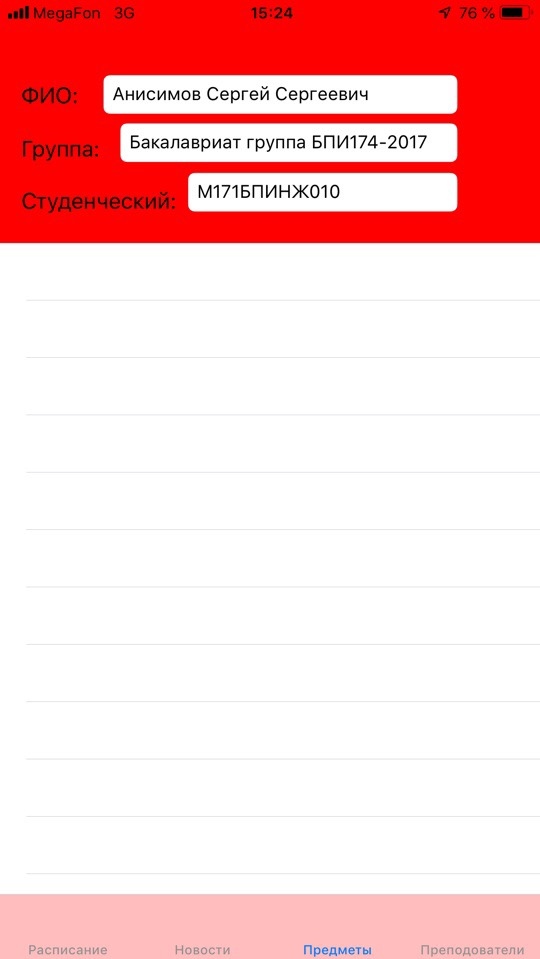 MegaFon 3G 15:24 76 %
ФИО: Анисимов Сергей Сергеевич
Группа: Бакалавриат группа БПИ174-2017
Студенческий: М171БПИНЖ010
Расписание Новости Предметы Преподователи